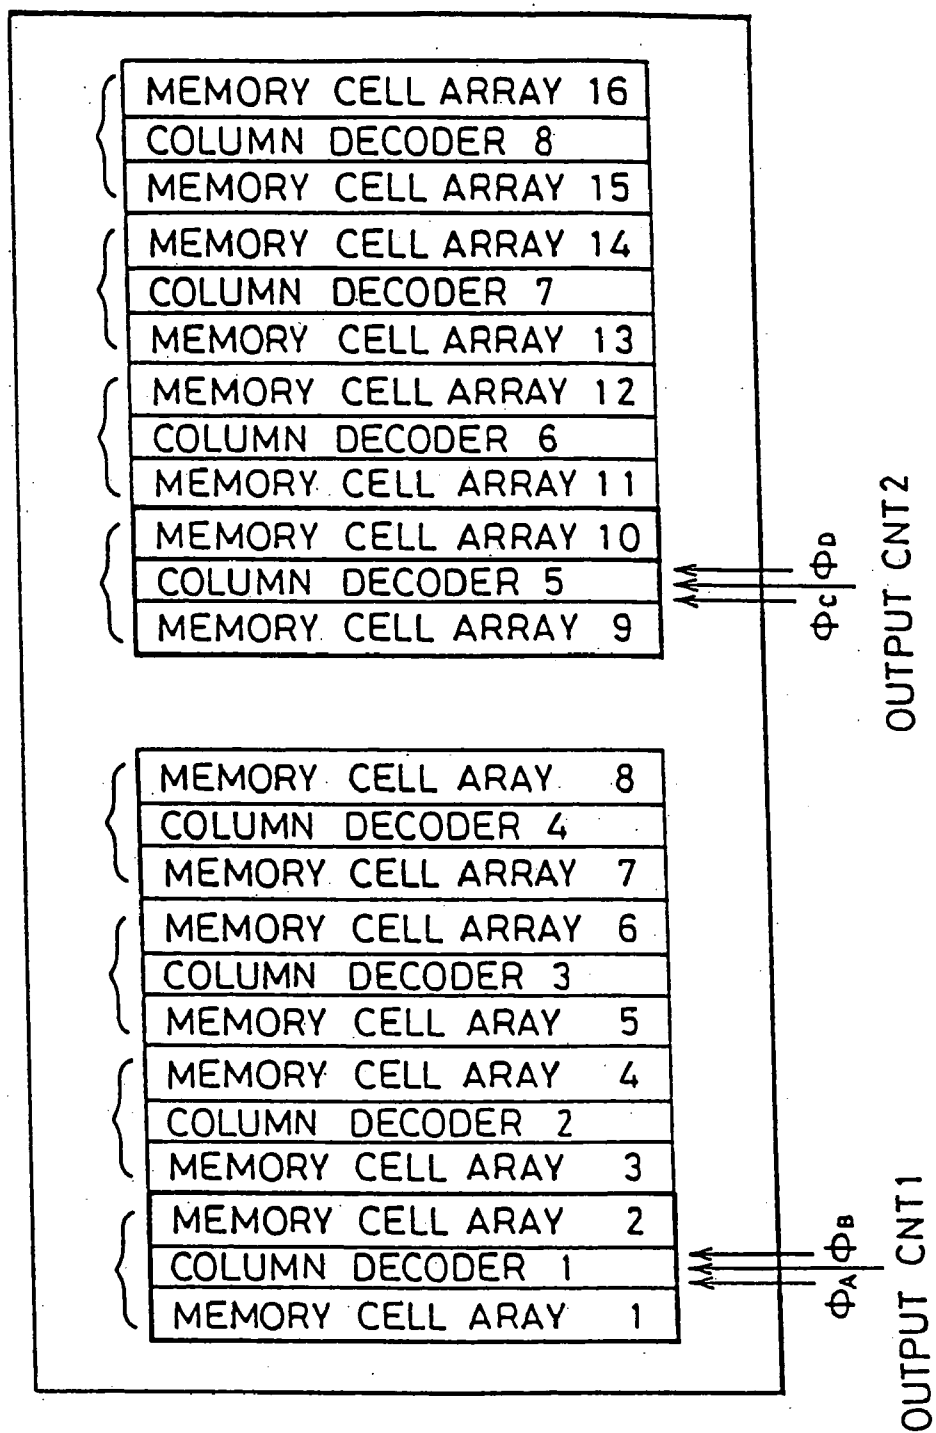 MEMORY CELL ARRAY 16
COLUMN DECODER 8
MEMORY CELL ARRAY 15
MEMORY CELL ARRAY 14
COLUMN DECODER 7
MEMORY CELL ARRAY 13
MEMORY CELL ARRAY 12
COLUMN DECODER 6
MEMORY CELL ARRAY 11
MEMORY CELL ARRAY 10
COLUMN DECODER 5
MEMORY CELL ARRAY 9
ΦC ΦD
OUTPUT CNT2
MEMORY CELL ARAY 8
COLUMN DECODER 4
MEMORY CELL ARRAY 7
MEMORY CELL ARRAY 6
COLUMN DECODER 3
MEMORY CELL ARAY 5
MEMORY CELL ARAY 4
COLUMN DECODER 2
MEMORY CELL ARAY 3
MEMORY CELL ARAY 2
COLUMN DECODER 1
MEMORY CELL ARAY 1
ΦA ΦB
OUTPUT CNT1